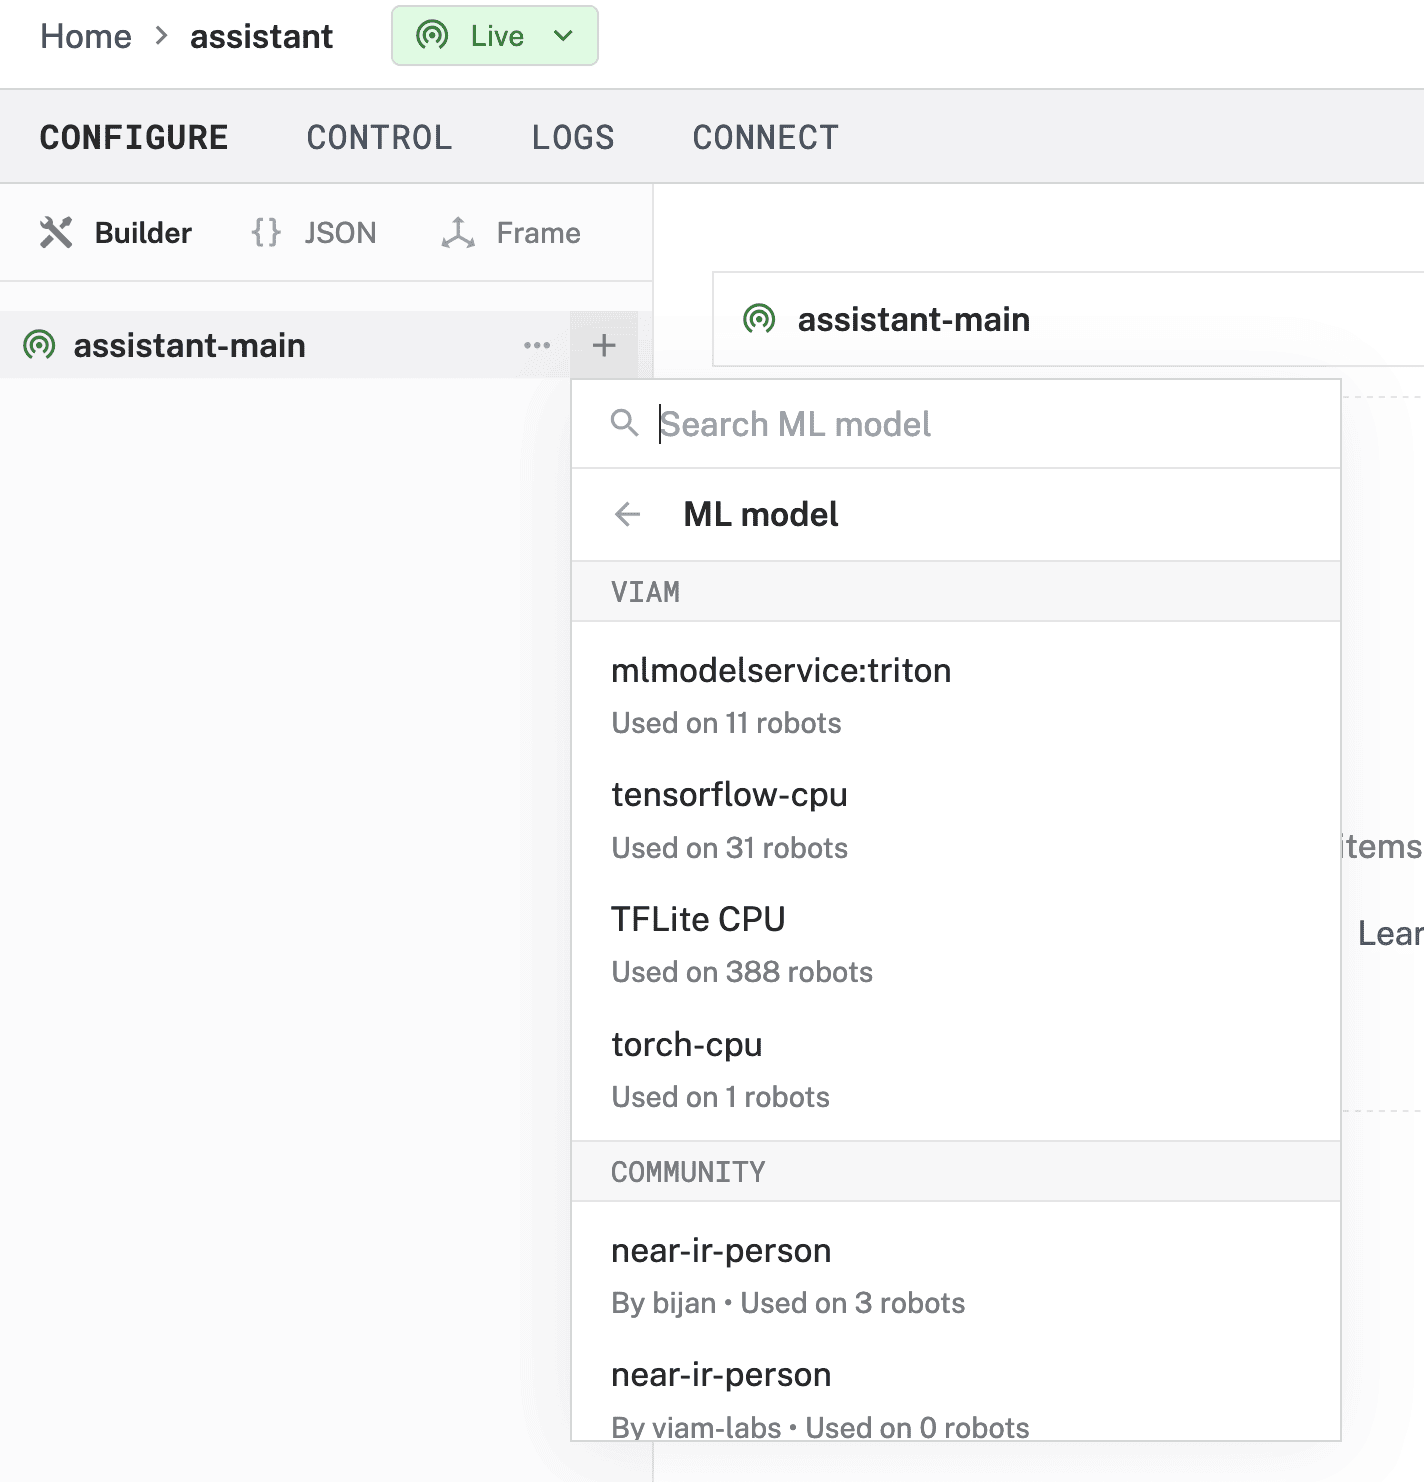 Home > assistant Live
CONFIGURE CONTROL LOGS CONNECT
Builder {} JSON Frame
assistant-main ... +
assistant-main
Search ML model
ML model
VIAM
mlmodelservice:triton
Used on 11 robots
tensorflow-cpu
Used on 31 robots
items
TFLite CPU
Lear
Used on 388 robots
torch-cpu
Used on 1 robots
COMMUNITY
near-ir-person
By bijan • Used on 3 robots
near-ir-person
By viam-labs • Used on 0 robots